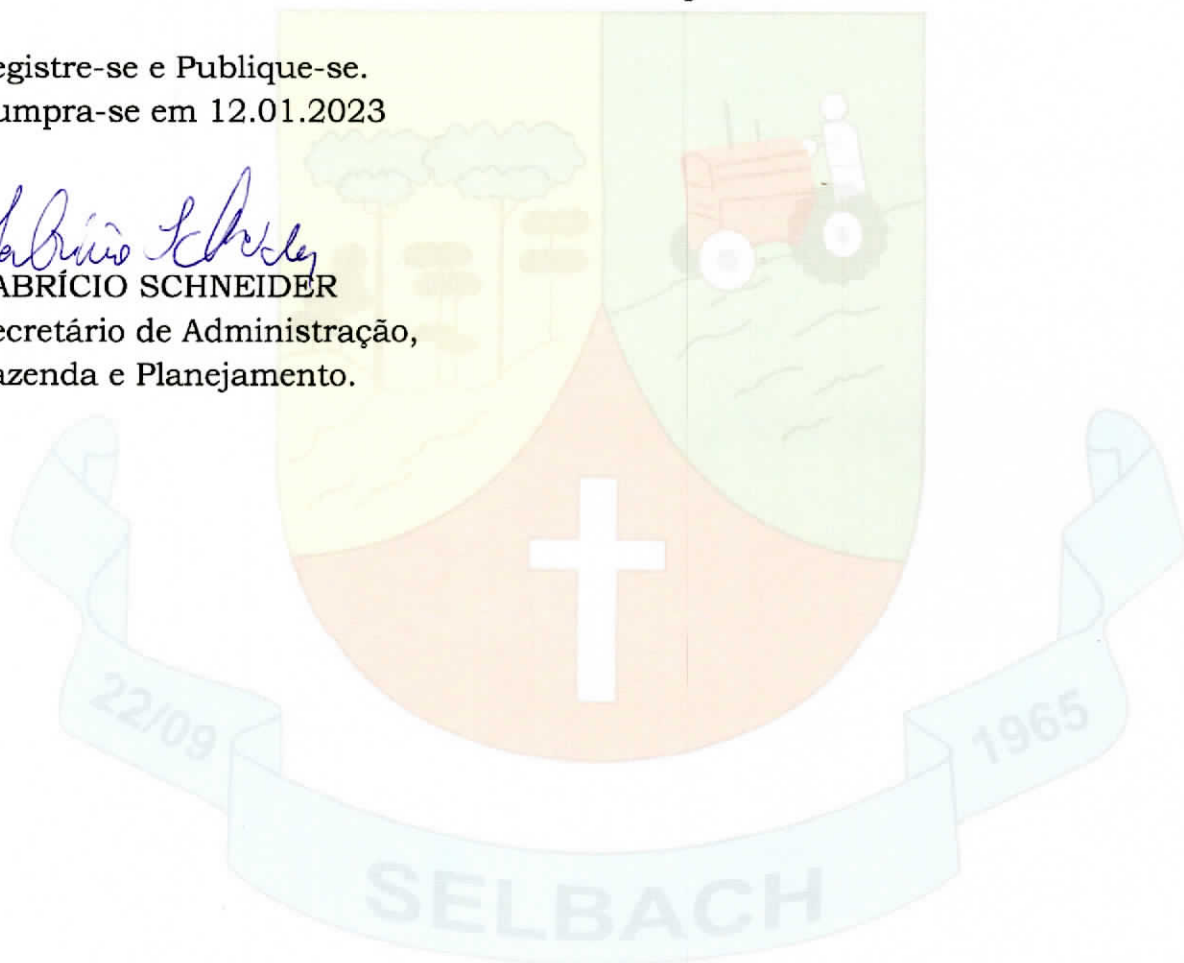 egistre-se e Publique-se.
umpra-se em 12.01.2023
ABRÍCIO SCHNEIDER
ecretário de Administração,
azenda e Planejamento.
22/09
1965
SELBACH